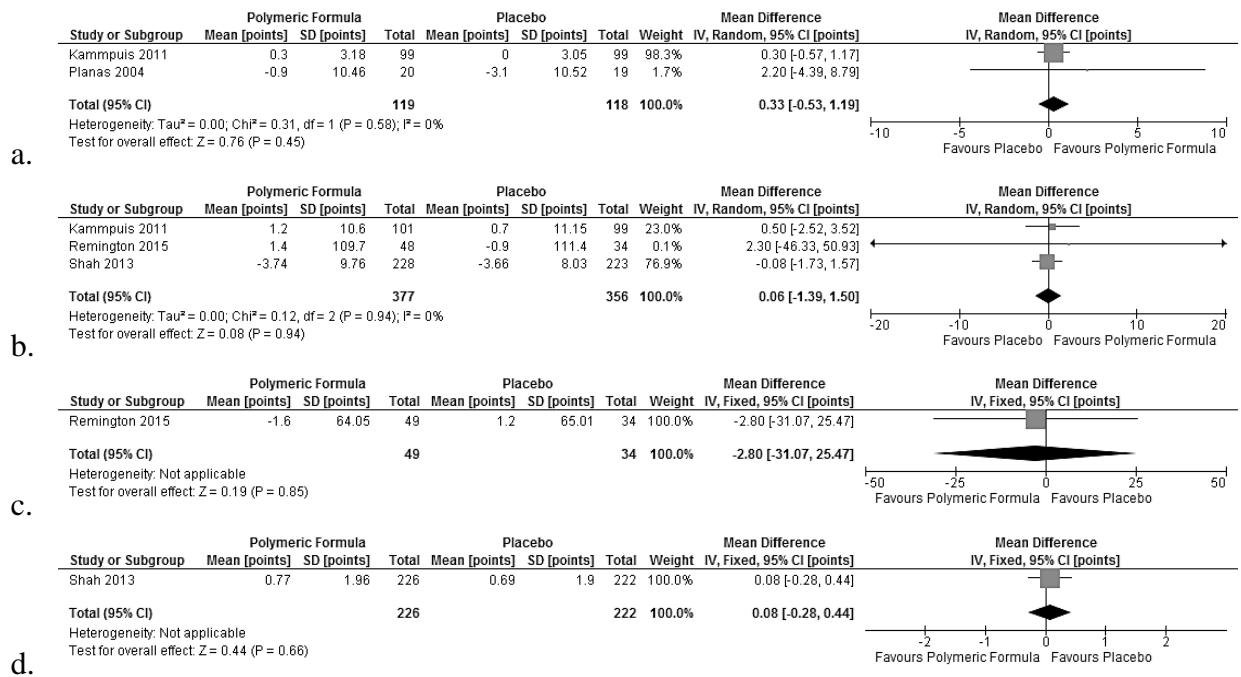 Polymeric Formula Placebo Mean Difference Mean Difference
Study or Subgroup Mean [points] SD [points] Total Mean [points] SD [points] Total Weight IV, Random, 95% CI [points] IV, Random, 95% CI [points]
Kammpuis 2011 0.3 3.18 99 0 3.05 99 98.3% 0.30 [-0.57, 1.17]
Planas 2004 -0.9 10.46 20 -3.1 10.52 19 1.7% 2.20 [-4.39, 8.79]
Total (95% CI) 119 118 100.0% 0.33 [-0.53, 1.19]
Heterogeneity: Tau² = 0.00; Chi² = 0.31, df = 1 (P = 0.58); I² = 0%
Test for overall effect: Z = 0.76 (P = 0.45)
-10 -5 0 5 10
Favours Placebo Favours Polymeric Formula
a.
Polymeric Formula Placebo Mean Difference Mean Difference
Study or Subgroup Mean [points] SD [points] Total Mean [points] SD [points] Total Weight IV, Random, 95% CI [points] IV, Random, 95% CI [points]
Kammpuis 2011 1.2 10.6 101 0.7 11.15 99 23.0% 0.50 [-2.52, 3.52]
Remington 2015 1.4 109.7 48 -0.9 111.4 34 0.1% 2.30 [-46.33, 50.93]
Shah 2013 -3.74 9.76 228 -3.66 8.03 223 76.9% -0.08 [-1.73, 1.57]
Total (95% CI) 377 356 100.0% 0.06 [-1.39, 1.50]
Heterogeneity: Tau² = 0.00; Chi² = 0.12, df = 2 (P = 0.94); I² = 0%
Test for overall effect: Z = 0.08 (P = 0.94)
-20 -10 0 10 20
Favours Placebo Favours Polymeric Formula
b.
Polymeric Formula Placebo Mean Difference Mean Difference
Study or Subgroup Mean [points] SD [points] Total Mean [points] SD [points] Total Weight IV, Fixed, 95% CI [points] IV, Fixed, 95% CI [points]
Remington 2015 -1.6 64.05 49 1.2 65.01 34 100.0% -2.80 [-31.07, 25.47]
Total (95% CI) 49 34 100.0% -2.80 [-31.07, 25.47]
Heterogeneity: Not applicable
Test for overall effect: Z = 0.19 (P = 0.85)
-50 -25 0 25 50
Favours Polymeric Formula Favours Placebo
c.
Polymeric Formula Placebo Mean Difference Mean Difference
Study or Subgroup Mean [points] SD [points] Total Mean [points] SD [points] Total Weight IV, Fixed, 95% CI [points] IV, Fixed, 95% CI [points]
Shah 2013 0.77 1.96 226 0.69 1.9 222 100.0% 0.08 [-0.28, 0.44]
Total (95% CI) 226 222 100.0% 0.08 [-0.28, 0.44]
Heterogeneity: Not applicable
Test for overall effect: Z = 0.44 (P = 0.66)
-2 -1 0 1 2
Favours Polymeric Formula Favours Placebo
d.